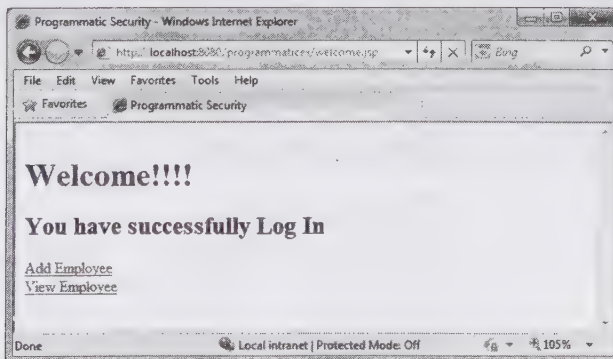 Programmatic Security - Windows Internet Explorer
http://localhost:8080/programmaticex/welcome.jsp
Bing
File Edit View Favorites Tools Help
Favorites Programmatic Security
Welcome!!!!
You have successfully Log In
Add Employee
View Employee
Done Local intranet | Protected Mode: Off 105%